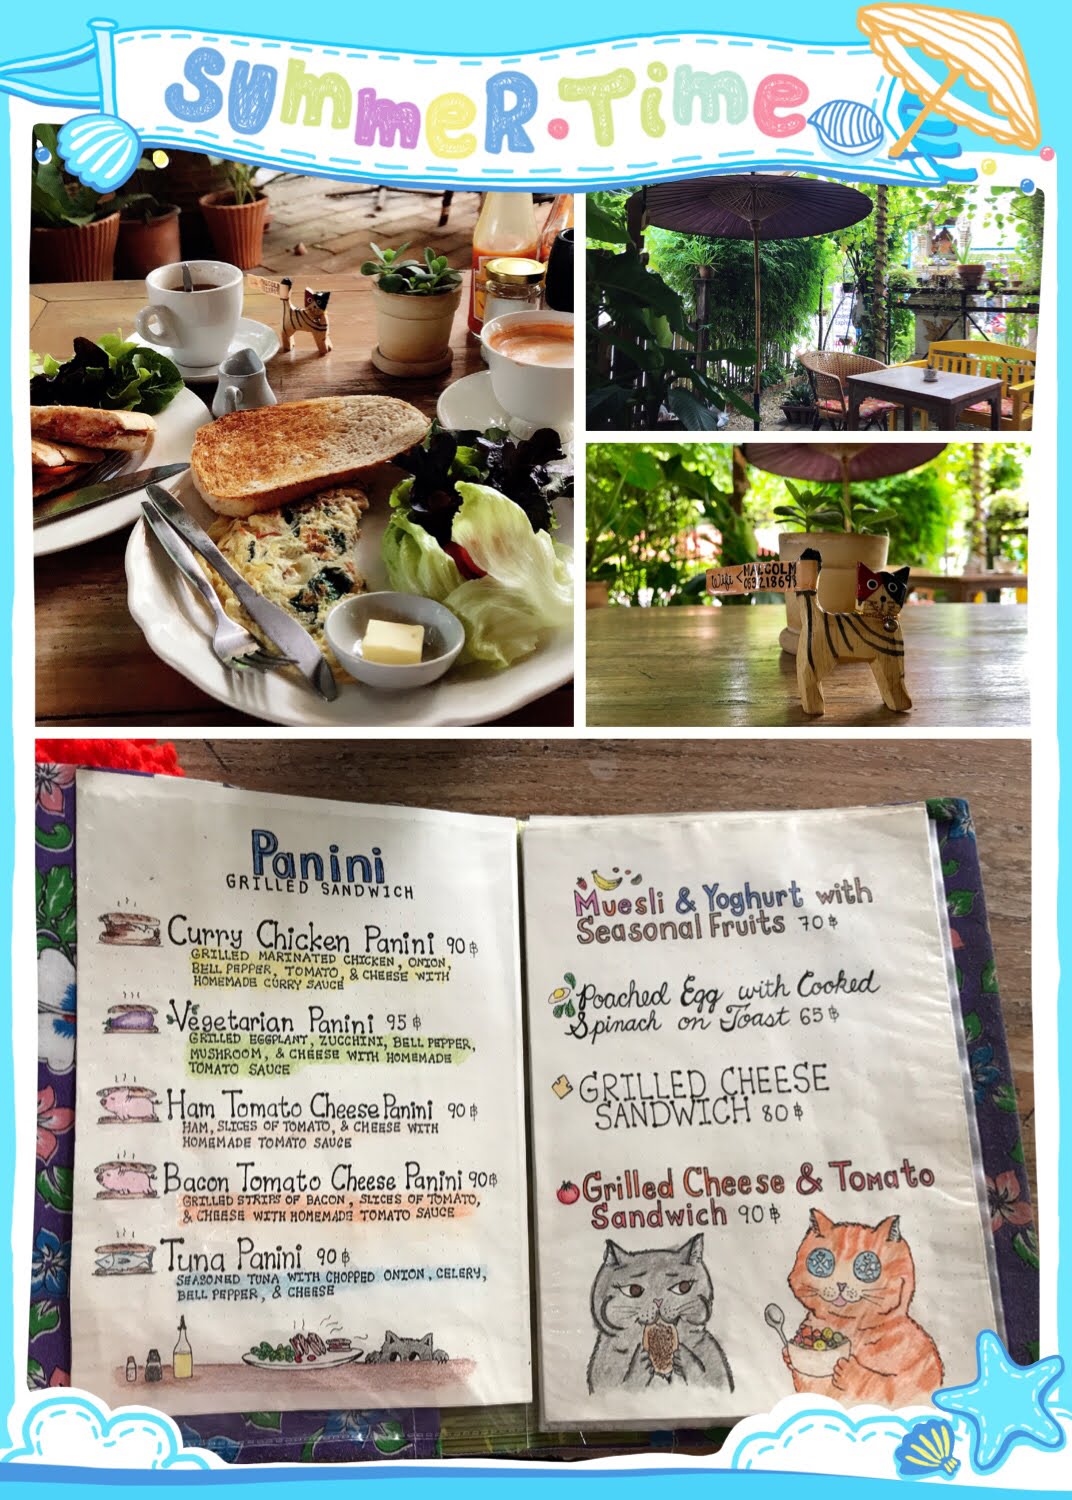 SUMMER·TIME
Wifi < MALCOLM
Panini
GRILLED SANDWICH
Curry Chicken Panini 90฿
GRILLED MARINATED CHICKEN, ONION,
BELL PEPPER, TOMATO, & CHEESE WITH
HOMEMADE CURRY SAUCE
Vegetarian Panini 95฿
GRILLED EGGPLANT, ZUCCHINI, BELL PEPPER,
MUSHROOM, & CHEESE WITH HOMEMADE
TOMATO SAUCE
Ham Tomato Cheese Panini 90฿
HAM, SLICES OF TOMATO, & CHEESE WITH
HOMEMADE TOMATO SAUCE
Bacon Tomato Cheese Panini 90฿
GRILLED STRIPS OF BACON, SLICES OF TOMATO,
& CHEESE WITH HOMEMADE TOMATO SAUCE
Tuna Panini 90฿
SEASONED TUNA WITH CHOPPED ONION, CELERY,
BELL PEPPER, & CHEESE
Muesli & Yoghurt with
Seasonal Fruits 70฿
Poached Egg with Cooked
Spinach on Toast 65฿
GRILLED CHEESE
SANDWICH 80฿
Grilled Cheese & Tomato
Sandwich 90฿